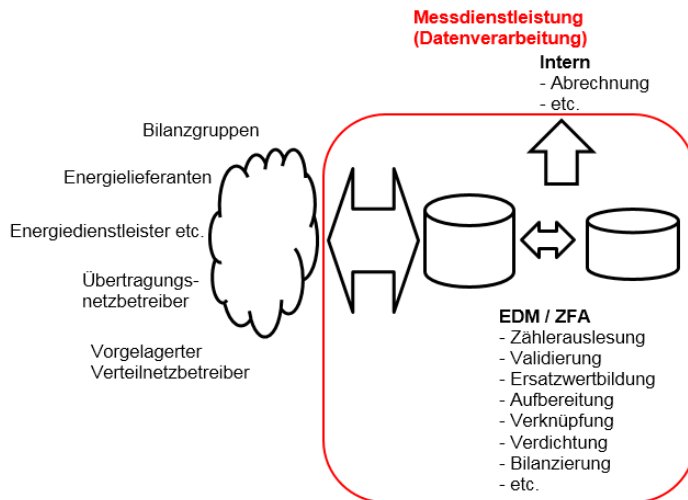 Messdienstleistung
(Datenverarbeitung)
Intern
- Abrechnung
- etc.
Bilanzgruppen
Energielieferanten
Energiedienstleister etc.
Übertragungs-
netzbetreiber
Vorgelagerter
Verteilnetzbetreiber
EDM / ZFA
- Zählerauslesung
- Validierung
- Ersatzwertbildung
- Aufbereitung
- Verknüpfung
- Verdichtung
- Bilanzierung
- etc.